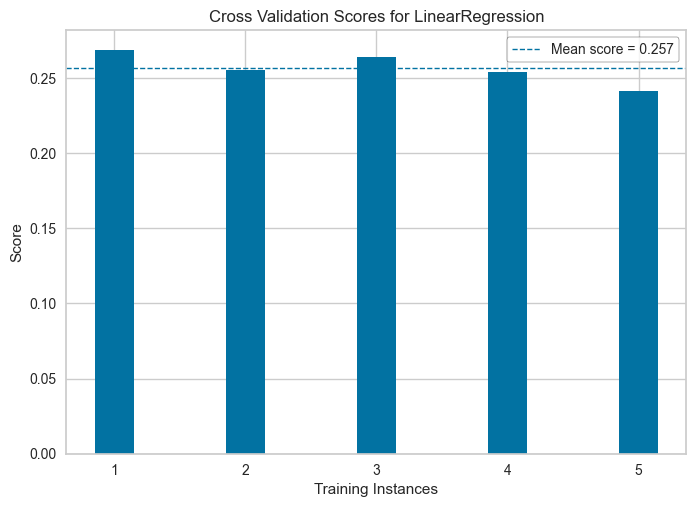 Cross Validation Scores for LinearRegression
Mean score = 0.257
0.25
0.20
0.15
0.10
0.05
0.00
Score
1 2 3 4 5
Training Instances